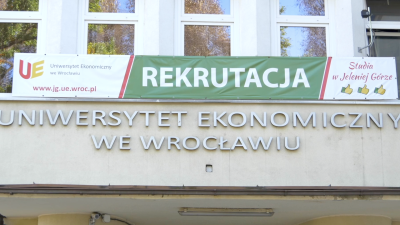 UE Uniwersytet Ekonomiczny
we Wrocławiu
www.jg.ue.wroc.pl
REKRUTACJA
Studia
w Jeleniej Górze
UNIWERSYTET EKONOMICZNY
WE WROCŁAWIU